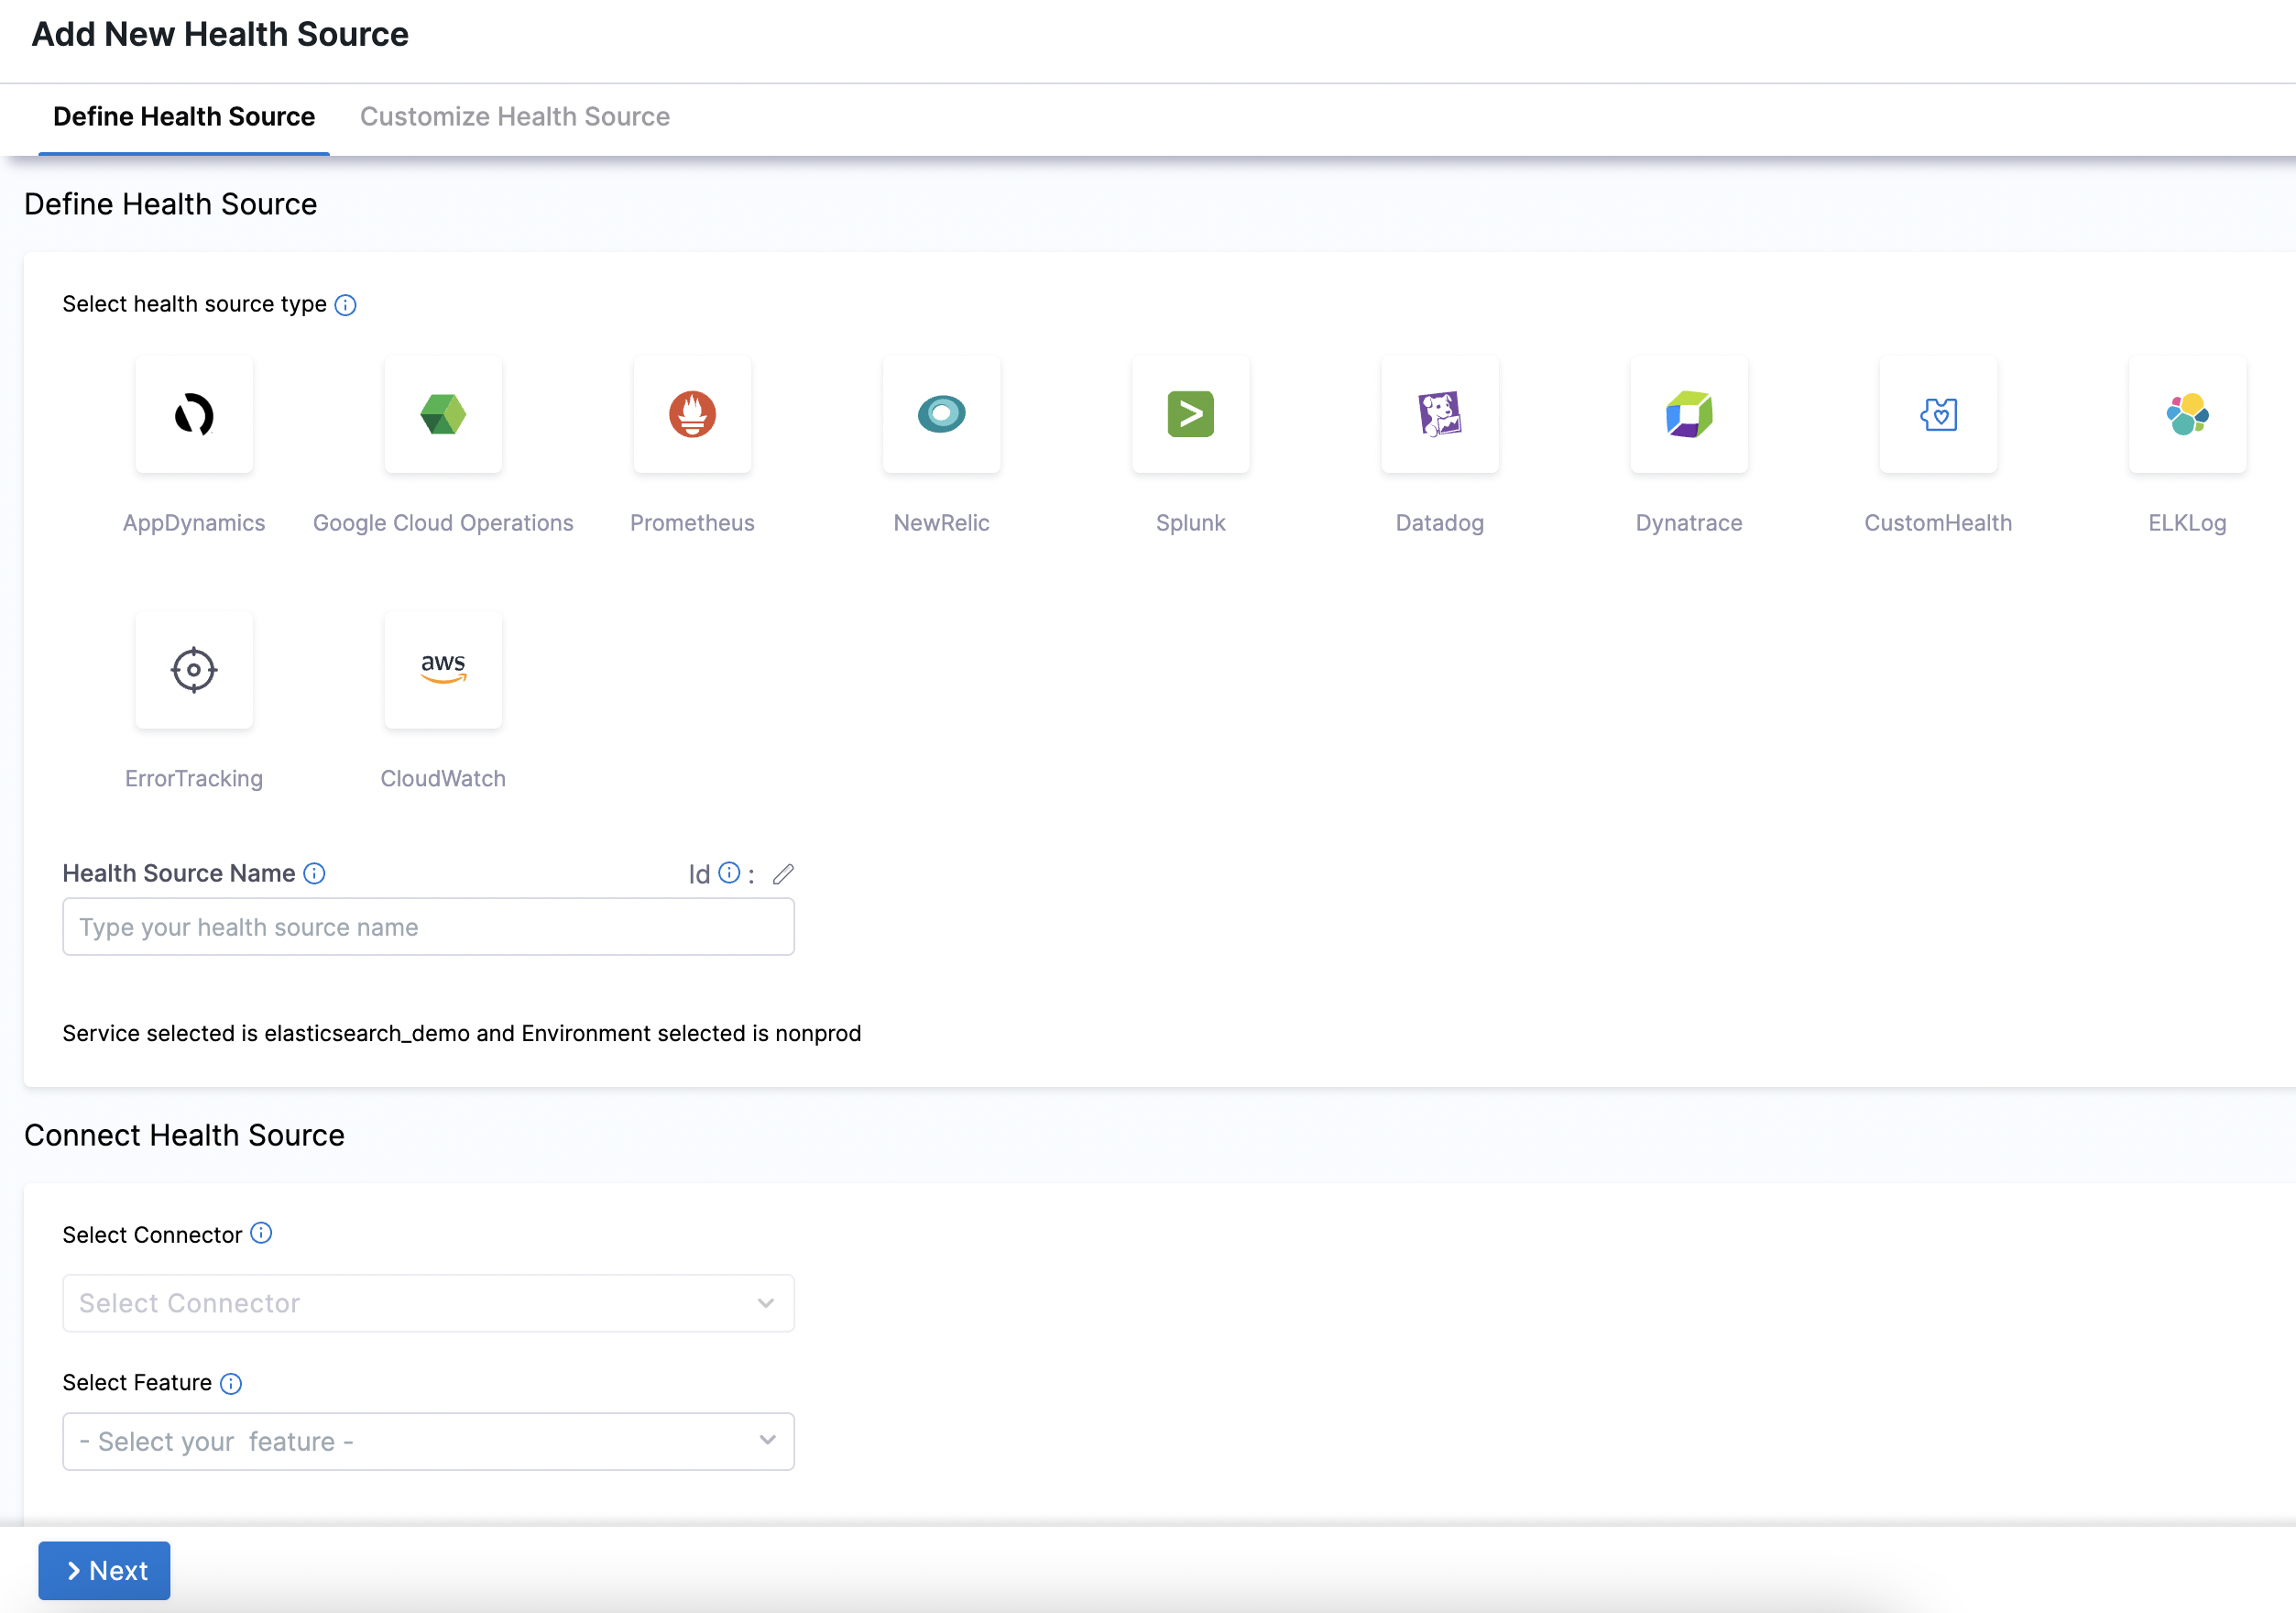 Add New Health Source
Define Health Source Customize Health Source
Define Health Source
Select health source type
AppDynamics Google Cloud Operations Prometheus NewRelic Splunk Datadog Dynatrace CustomHealth ELKLog
aws
ErrorTracking CloudWatch
Health Source Name Id :
Type your health source name
Service selected is elasticsearch_demo and Environment selected is nonprod
Connect Health Source
Select Connector
Select Connector
Select Feature
- Select your feature -
Next